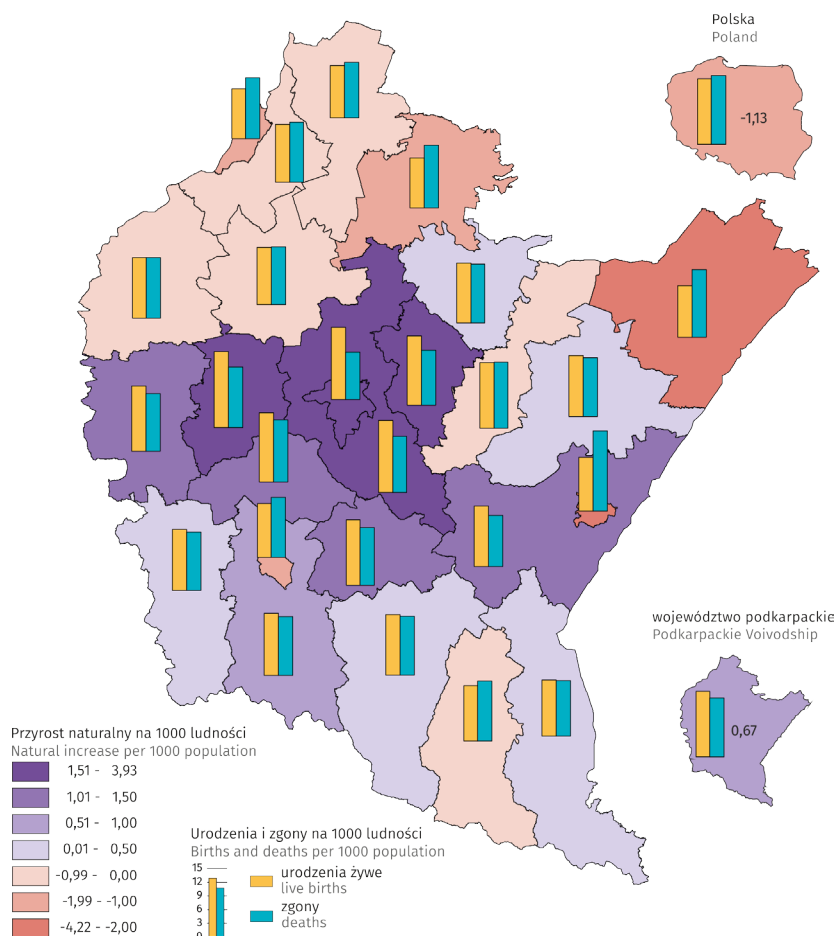 Polska
Poland
-1,13
województwo podkarpackie
Podkarpackie Voivodship
0,67
Przyrost naturalny na 1000 ludności
Natural increase per 1000 population
1,51 - 3,93
1,01 - 1,50
0,51 - 1,00
0,01 - 0,50
-0,99 - 0,00
-1,99 - -1,00
-4,22 - -2,00
Urodzenia i zgony na 1000 ludności
Births and deaths per 1000 population
15
12
9
6
3
0
urodzenia żywe
live births
zgony
deaths